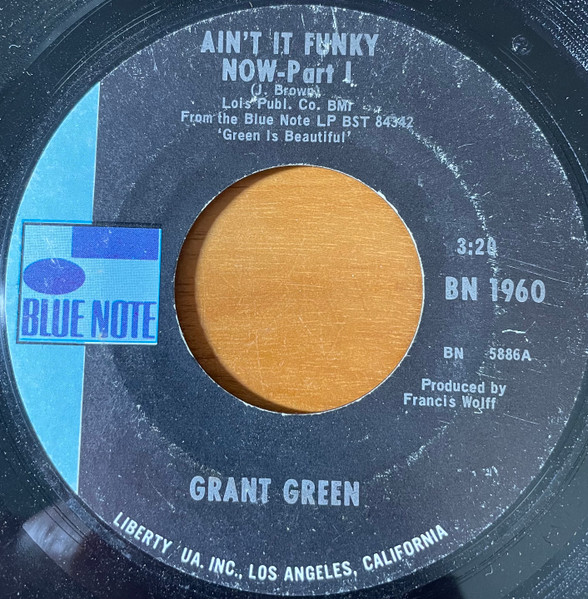 AIN'T IT FUNKY
NOW-Part I
(J. Brown)
Lois Publ. Co. BMI
From the Blue Note LP BST 84342
'Green Is Beautiful'
3:20
BN 1960
BLUE NOTE
BN 5886A
Produced by
Francis Wolff
GRANT GREEN
LIBERTY UA. INC., LOS ANGELES, CALIFORNIA